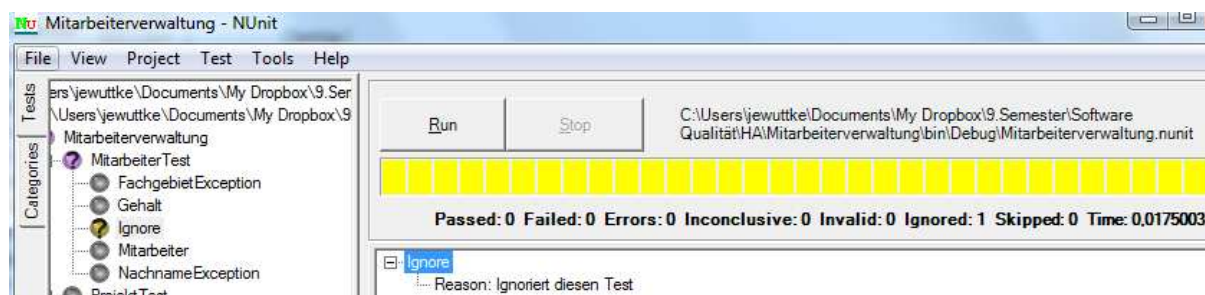 Mitarbeiterverwaltung - NUnit
File View Project Test Tools Help
Tests
Categories
ers\jewuttke\Documents\My Dropbox\9.Ser
\Users\jewuttke\Documents\My Dropbox\9
Mitarbeiterverwaltung
MitarbeiterTest
FachgebietException
Gehalt
Ignore
Mitarbeiter
NachnameException
ProjektTest
Run
Stop
C:\Users\jewuttke\Documents\My Dropbox\9.Semester\Software
Qualität\HA\Mitarbeiterverwaltung\bin\Debug\Mitarbeiterverwaltung.nunit
Passed: 0 Failed: 0 Errors: 0 Inconclusive: 0 Invalid: 0 Ignored: 1 Skipped: 0 Time: 0,0175003
Ignore
Reason: Ignoriert diesen Test